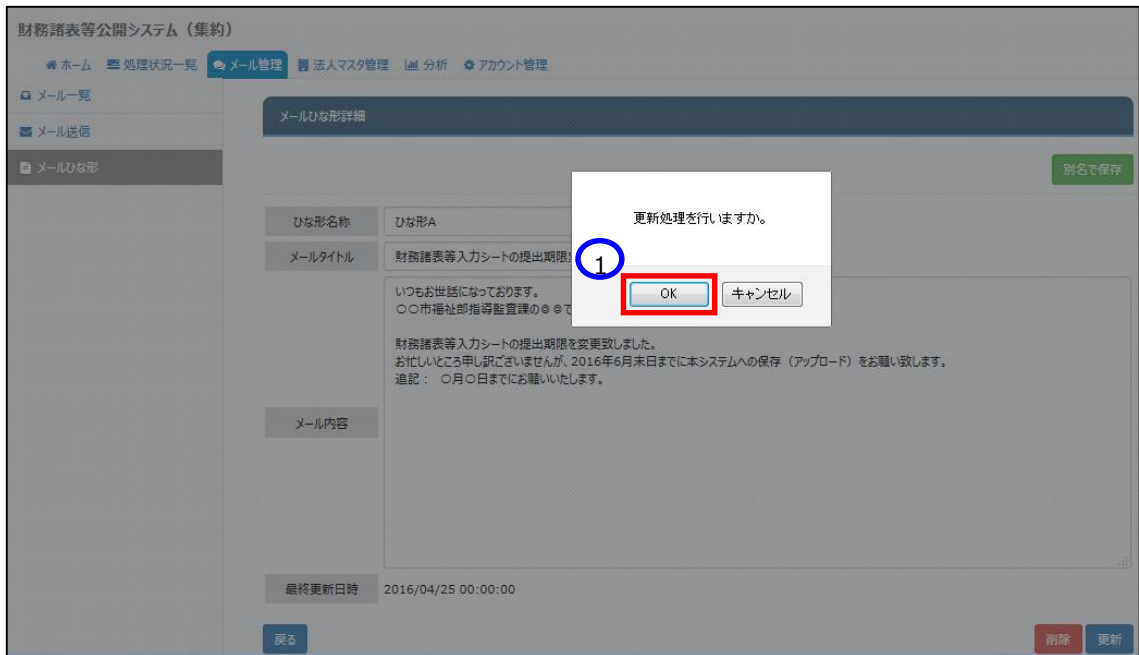 財務諸表等公開システム（集約）
ホーム 処理状況一覧 メール管理 法人マスタ管理 分析 アカウント管理
メール一覧
メール送信
メールひな形
メールひな形詳細
別名で保存
更新処理を行いますか。
1
OK キャンセル
ひな形名称 ひな形A
メールタイトル 財務諸表等入力シートの提出期限
メール内容
いつもお世話になっております。
〇〇市福祉部指導監査課の＠＠で
財務諸表等入力シートの提出期限を変更致しました。
お忙しいところ申し訳ございませんが、2016年6月末日までに本システムへの保存（アップロード）をお願い致します。
追記： 〇月〇日までにお願いいたします。
最終更新日時 2016/04/25 00:00:00
戻る 削除 更新